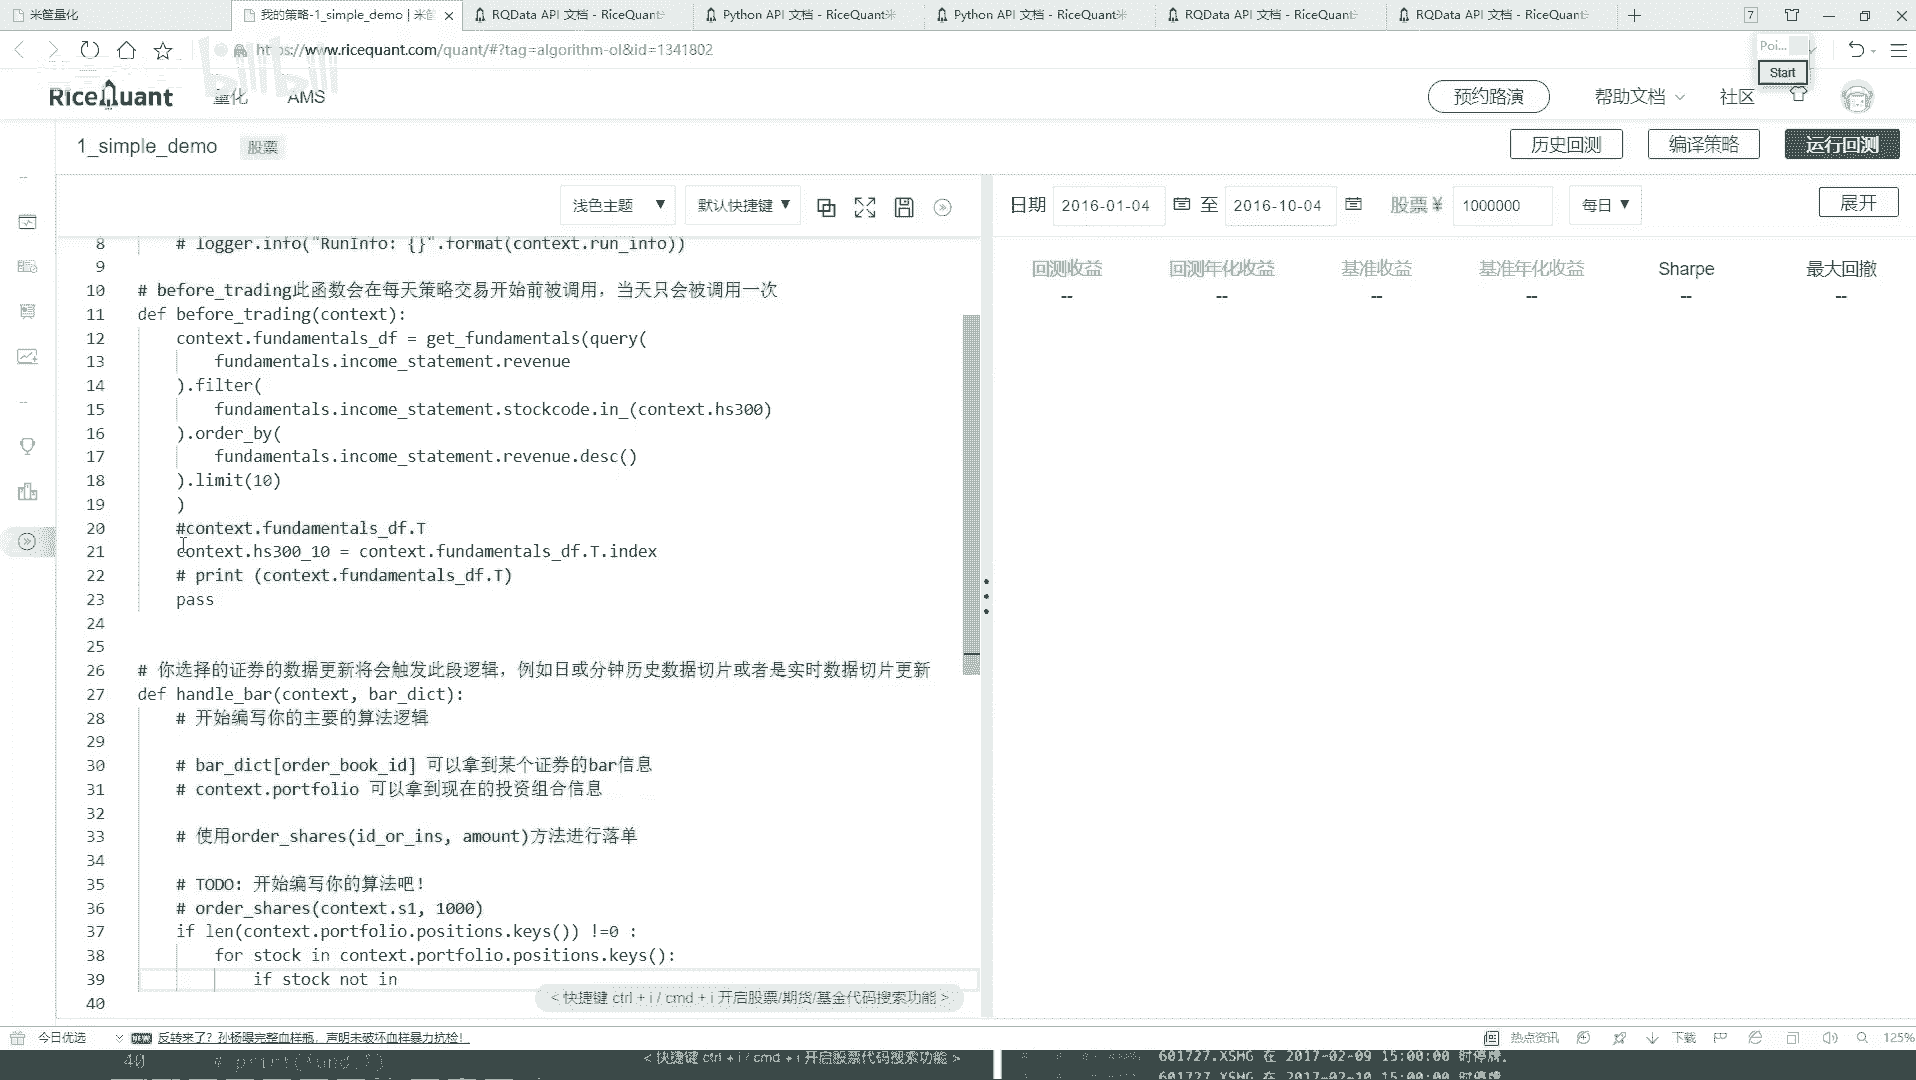 米筐量化
我的策略-1_simple_demo | 米筐
RQData API 文档 - RiceQuant
Python API 文档 - RiceQuant米
Python API 文档 - RiceQuant米
RQData API 文档 - RiceQuant
RQData API 文档 - RiceQuant
7
https://www.ricequant.com/quant/#?tag=algorithm-ol&id=1341802
bilibili
Poi...
Start
RiceQuant
量化
AMS
预约路演
帮助文档
社区
1_simple_demo
股票
历史回测
编译策略
运行回测
浅色主题 ▼
默认快捷键 ▼
日期 2016-01-04 至 2016-10-04 股票 ¥ 1000000 每日 ▼
展开
回测收益 回测年化收益 基准收益 基准年化收益 Sharpe 最大回撤
-- -- -- -- -- --
8 # logger.info("RunInfo: {}".format(context.run_info))
9
10 # before_trading此函数会在每天策略交易开始前被调用，当天只会被调用一次
11 def before_trading(context):
12 context.fundamentals_df = get_fundamentals(query(
13 fundamentals.income_statement.revenue
14 ).filter(
15 fundamentals.income_statement.stockcode.in_(context.hs300)
16 ).order_by(
17 fundamentals.income_statement.revenue.desc()
18 ).limit(10)
19 )
20 #context.fundamentals_df.T
21 context.hs300_10 = context.fundamentals_df.T.index
22 # print (context.fundamentals_df.T)
23 pass
24
25
26 # 你选择的证券的数据更新将会触发此段逻辑，例如日或分钟历史数据切片或者是实时数据切片更新
27 def handle_bar(context, bar_dict):
28 # 开始编写你的主要的算法逻辑
29
30 # bar_dict[order_book_id] 可以拿到某个证券的bar信息
31 # context.portfolio 可以拿到现在的投资组合信息
32
33 # 使用order_shares(id_or_ins, amount)方法进行落单
34
35 # TODO: 开始编写你的算法吧！
36 # order_shares(context.s1, 1000)
37 if len(context.portfolio.positions.keys()) !=0 :
38 for stock in context.portfolio.positions.keys():
39 if stock not in
40
< 快捷键 ctrl + i / cmd + i 开启股票/期货/基金代码搜索功能 >
今日优选
反转来了？孙杨曝完整血样瓶，声明未破坏血样暴力抗检！
热点资讯
下载
125%
40 # print(fund.T)
< 快捷键 ctrl + i / cmd + i 开启股票代码搜索功能 >
601727.XSHG 在 2017-02-09 15:00:00 时停牌.
601727.XSHG 在 2017-02-10 15:00:00 时停牌.